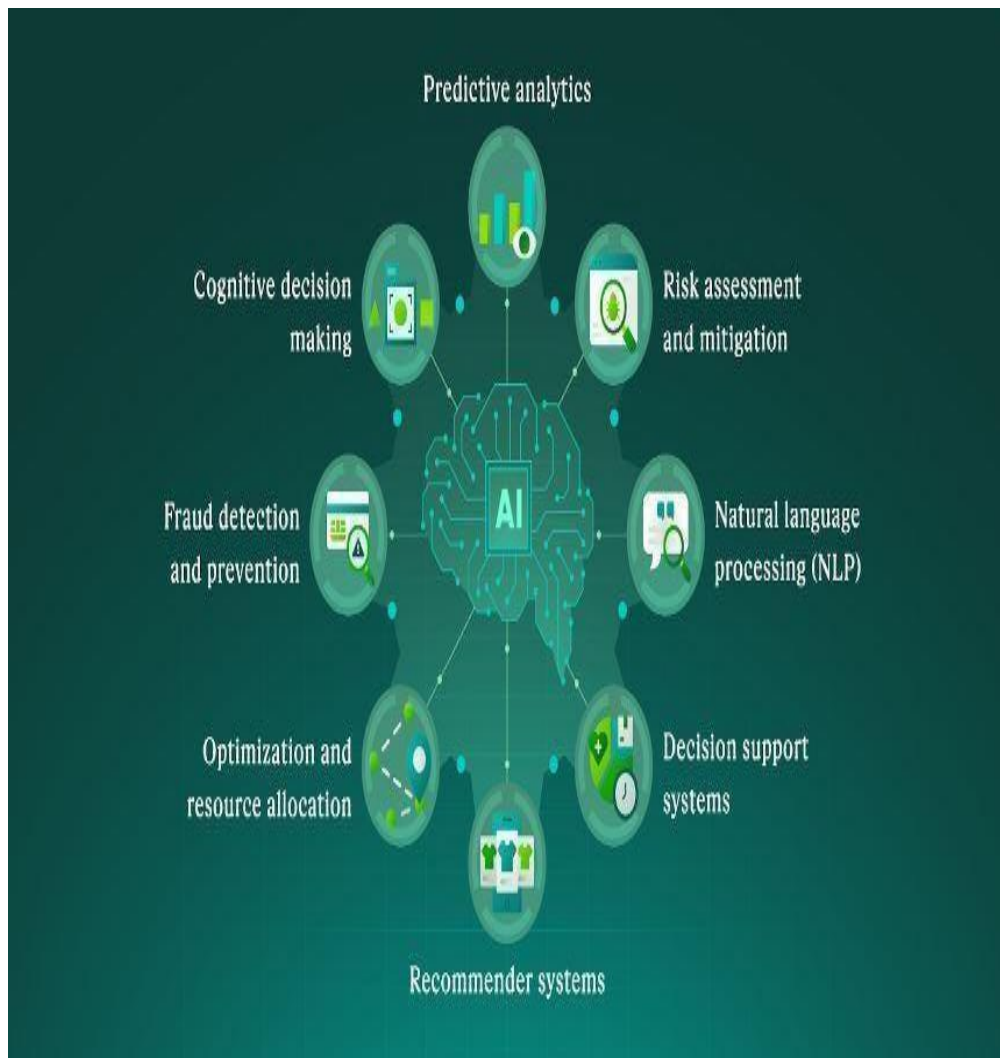 Predictive analytics
Cognitive decision
making
Risk assessment
and mitigation
AI
Fraud detection
and prevention
Natural language
processing (NLP)
Optimization and
resource allocation
Decision support
systems
Recommender systems